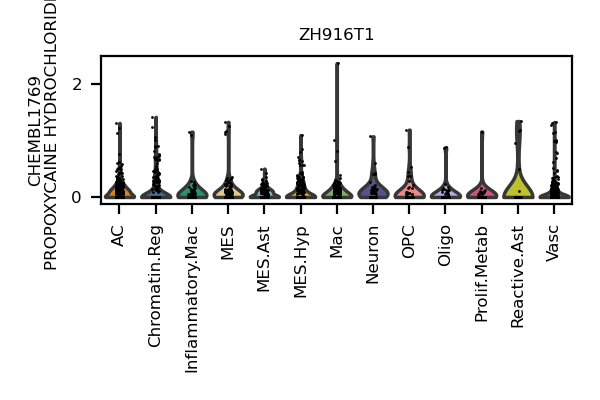 ZH916T1
CHEMBL1769
PROPOXYCAINE HYDROCHLORIDE
2
0
AC
Chromatin.Reg
Inflammatory.Mac
MES
MES.Ast
MES.Hyp
Mac
Neuron
OPC
Oligo
Prolif.Metab
Reactive.Ast
Vasc